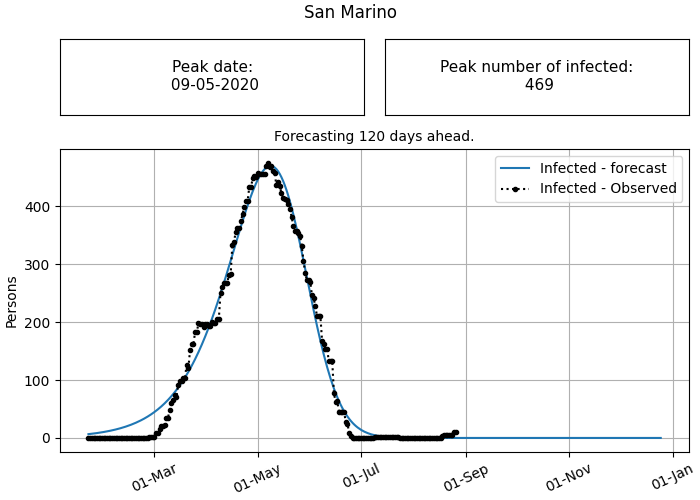 San Marino
Peak date:
09-05-2020
Peak number of infected:
469
Forecasting 120 days ahead.
Infected - forecast
Infected - Observed
Persons
400
300
200
100
0
01-Mar
01-May
01-Jul
01-Sep
01-Nov
01-Jan